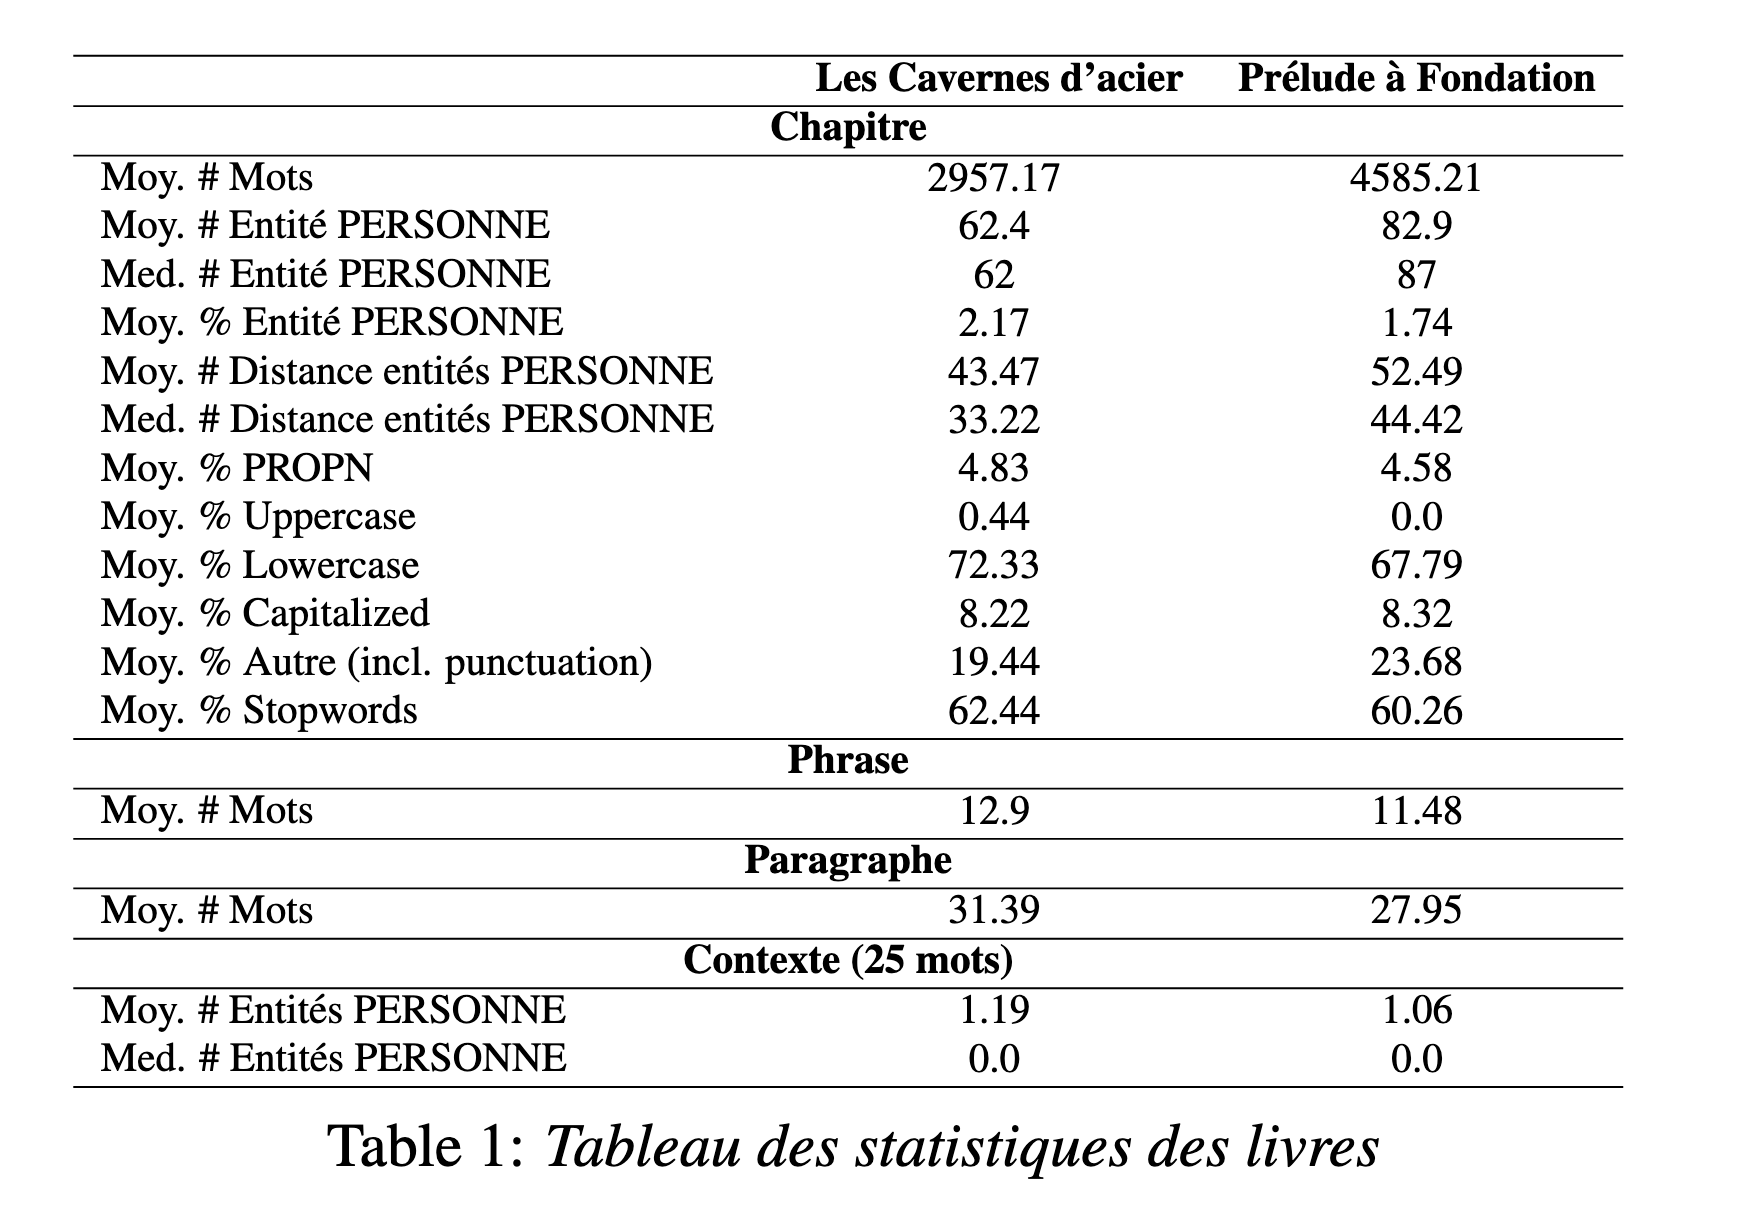 Les Cavernes d’acier Prélude à Fondation
Chapitre
Moy. # Mots 2957.17 4585.21
Moy. # Entité PERSONNE 62.4 82.9
Med. # Entité PERSONNE 62 87
Moy. % Entité PERSONNE 2.17 1.74
Moy. # Distance entités PERSONNE 43.47 52.49
Med. # Distance entités PERSONNE 33.22 44.42
Moy. % PROPN 4.83 4.58
Moy. % Uppercase 0.44 0.0
Moy. % Lowercase 72.33 67.79
Moy. % Capitalized 8.22 8.32
Moy. % Autre (incl. punctuation) 19.44 23.68
Moy. % Stopwords 62.44 60.26
Phrase
Moy. # Mots 12.9 11.48
Paragraphe
Moy. # Mots 31.39 27.95
Contexte (25 mots)
Moy. # Entités PERSONNE 1.19 1.06
Med. # Entités PERSONNE 0.0 0.0
Table 1: Tableau des statistiques des livres